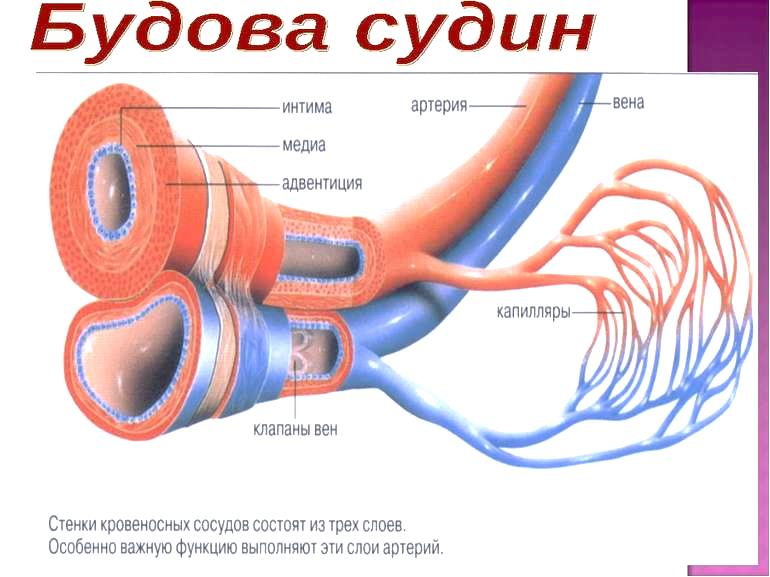 Будова судин
интима
артерия
вена
медиа
адвентиция
капилляры
клапаны вен
Стенки кровеносных сосудов состоят из трех слоев.
Особенно важную функцию выполняют эти слои артерий.